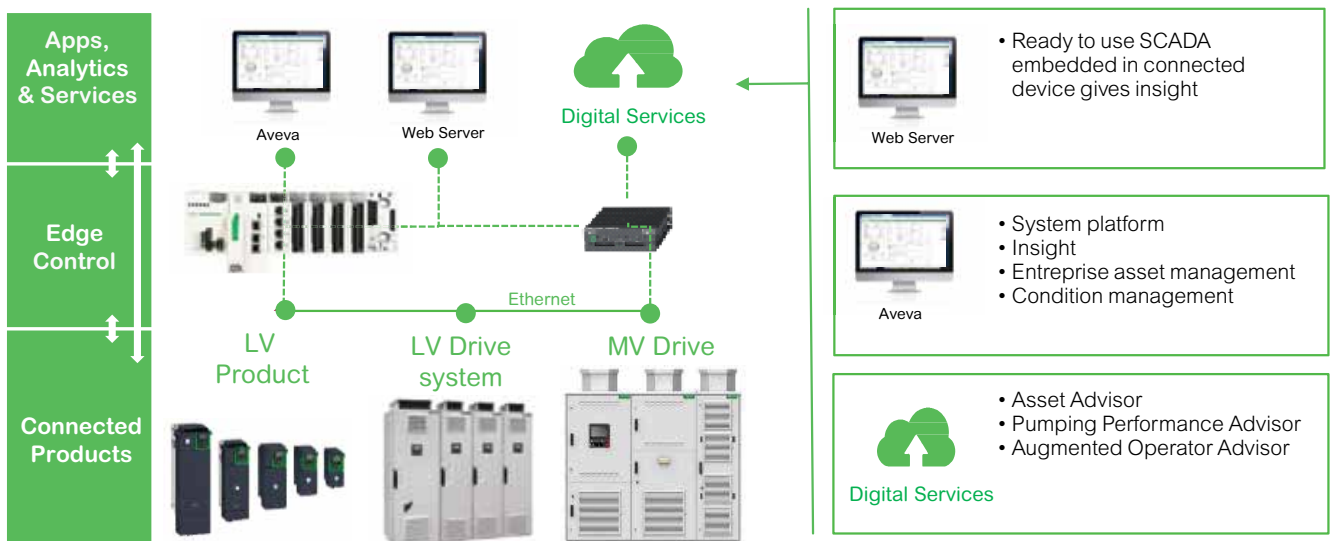 Apps,
Analytics
& Services
Edge
Control
Connected
Products
Aveva
Web Server
Digital Services
Ethernet
LV
Product
LV Drive
system
MV Drive
• Ready to use SCADA
embedded in connected
device gives insight
Web Server
• System platform
• Insight
• Entreprise asset management
• Condition management
Aveva
• Asset Advisor
• Pumping Performance Advisor
• Augmented Operator Advisor
Digital Services